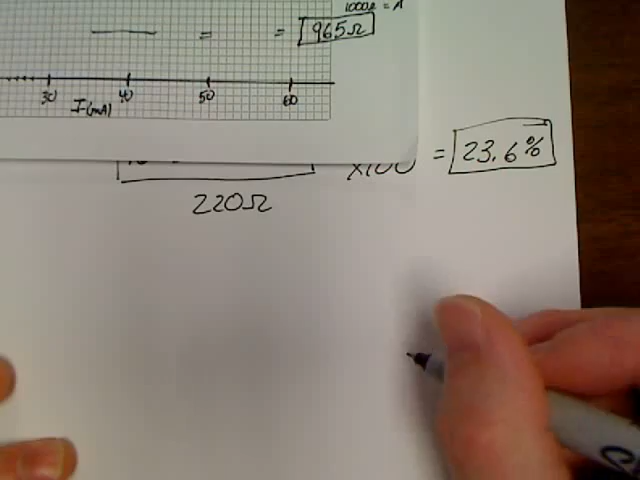 1000Ω = A
= = 965Ω
30 40 50 60
I(mA)
x100 = 23.6%
220Ω